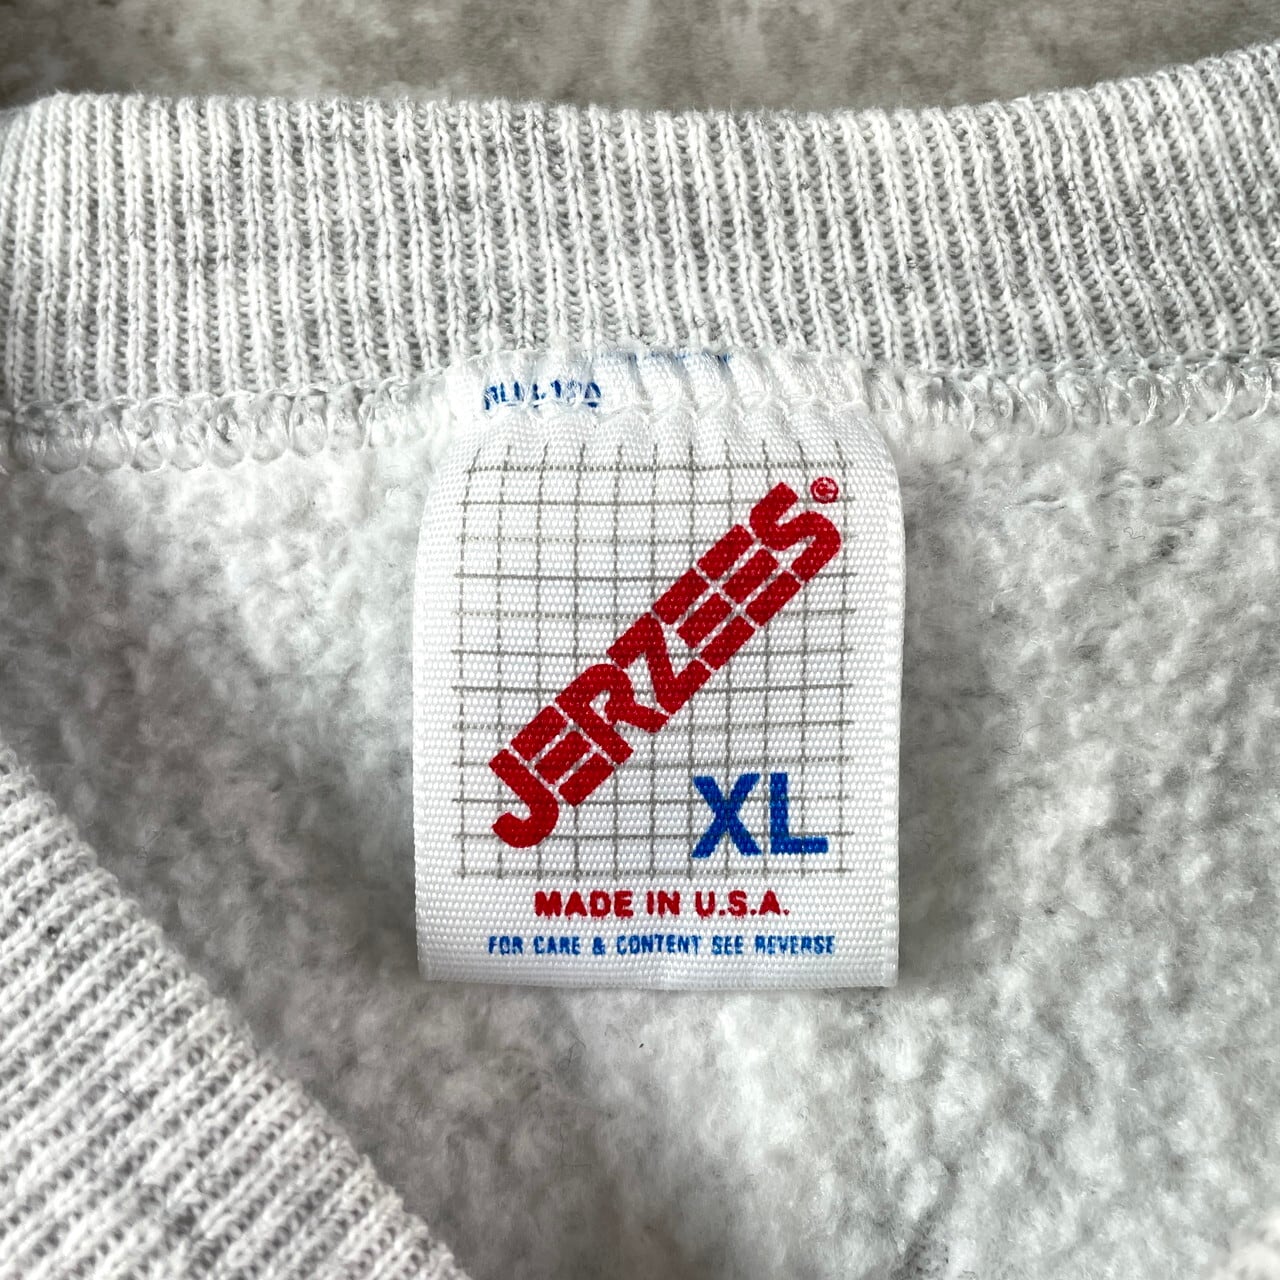 JERZEES®
XL
MADE IN U.S.A.
FOR CARE & CONTENT SEE REVERSE